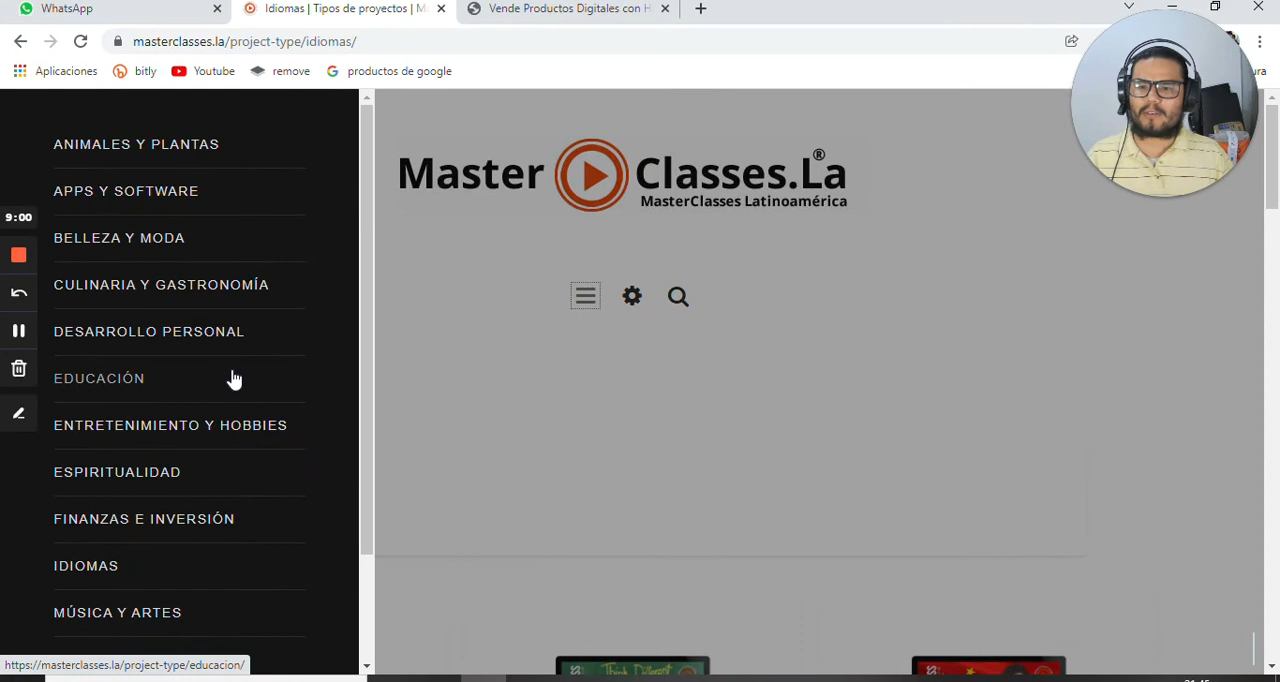 WhatsApp
Idiomas | Tipos de proyectos | M
Vende Productos Digitales con H
masterclasses.la/project-type/idiomas/
Aplicaciones
bitly
Youtube
remove
productos de google
ANIMALES Y PLANTAS
APPS Y SOFTWARE
BELLEZA Y MODA
CULINARIA Y GASTRONOMÍA
DESARROLLO PERSONAL
EDUCACIÓN
ENTRETENIMIENTO Y HOBBIES
ESPIRITUALIDAD
FINANZAS E INVERSIÓN
IDIOMAS
MÚSICA Y ARTES
9:00
https://masterclasses.la/project-type/educacion/
Master Classes.La®
MasterClasses Latinoamérica
Think Different